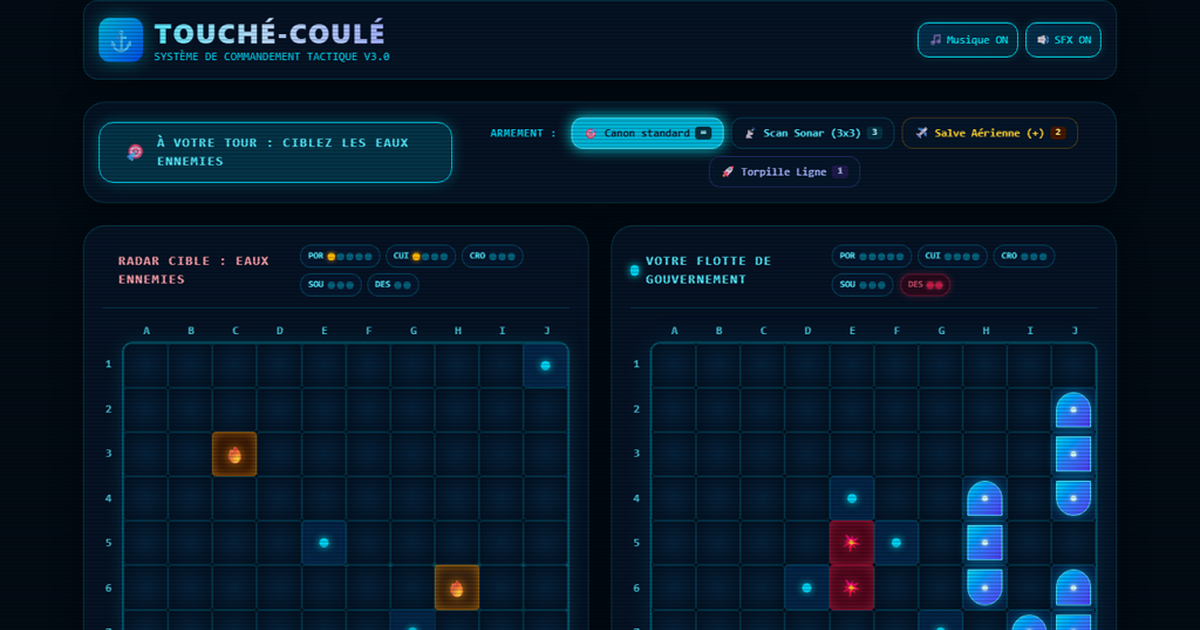 TOUCHÉ-COULÉ
SYSTÈME DE COMMANDEMENT TACTIQUE V3.0
Musique ON
SFX ON
À VOTRE TOUR : CIBLEZ LES EAUX
ENNEMIES
ARMEMENT :
Canon standard ∞
Scan Sonar (3x3) 3
Salve Aérienne (+) 2
Torpille Ligne 1
RADAR CIBLE : EAUX
ENNEMIES
POR
CUI
CRO
SOU
DES
A B C D E F G H I J
1
2
3
4
5
6
VOTRE FLOTTE DE
GOUVERNEMENT
POR
CUI
CRO
SOU
DES
A B C D E F G H I J
1
2
3
4
5
6